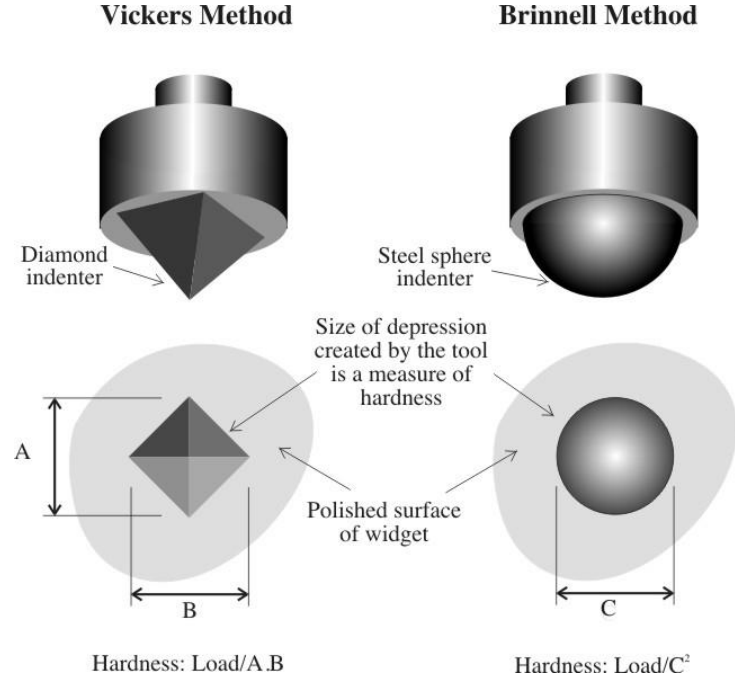 Vickers Method
Brinnell Method
Diamond
indenter
Steel sphere
indenter
Size of depression
created by the tool
is a measure of
hardness
A
Polished surface
of widget
B
C
Hardness: Load/A.B
Hardness: Load/C²